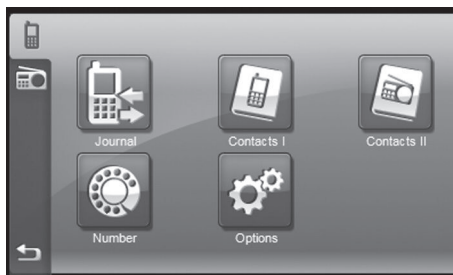 Journal
Contacts I
Contacts II
Number
Options